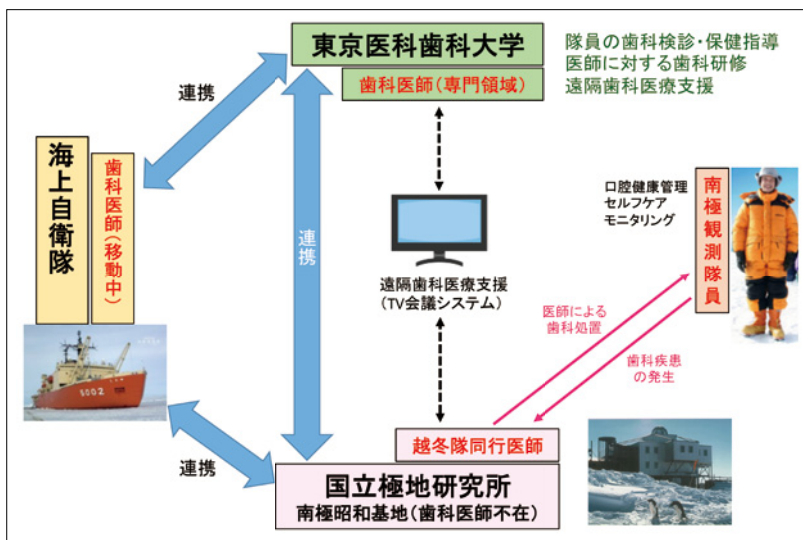 東京医科歯科大学
歯科医師(専門領域)
隊員の歯科検診・保健指導
医師に対する歯科研修
遠隔歯科医療支援
連携
海上自衛隊
歯科医師(移動中)
5002
連携
遠隔歯科医療支援
(TV会議システム)
口腔健康管理
セルフケア
モニタリング
南極観測隊員
医師による
歯科処置
歯科疾患
の発生
連携
越冬隊同行医師
国立極地研究所
南極昭和基地(歯科医師不在)